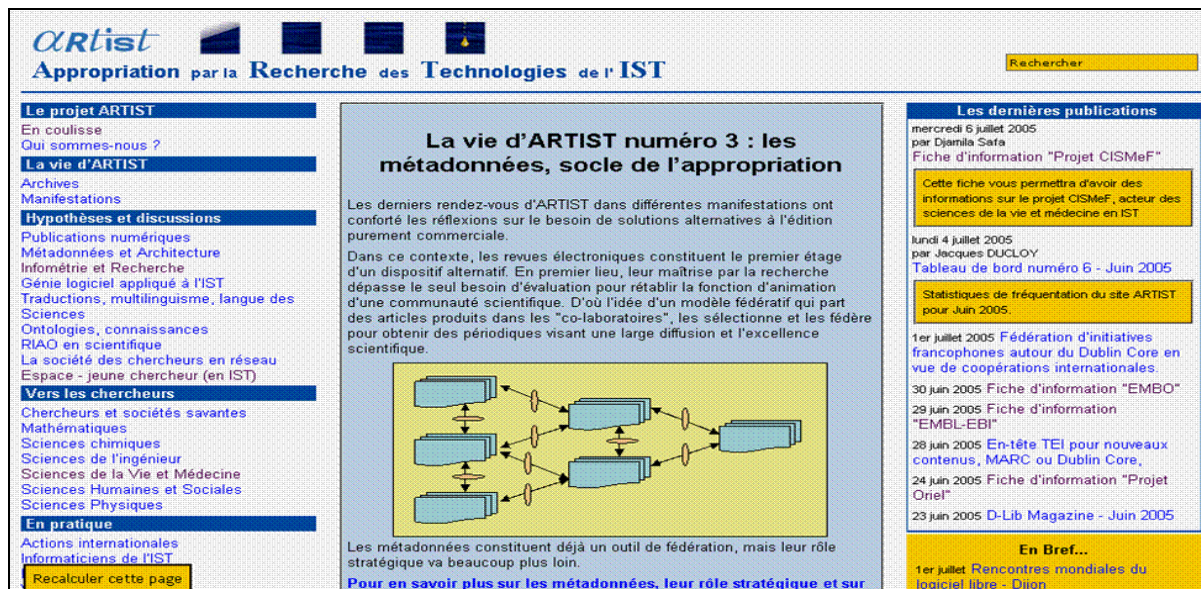 aRtist
Appropriation par la Recherche des Technologies de l' IST
Rechercher
Le projet ARTIST
En coulisse
Qui sommes-nous ?
La vie d'ARTIST
Archives
Manifestations
Hypothèses et discussions
Publications numériques
Métadonnées et Architecture
Infométrie et Recherche
Génie logiciel appliqué à l'IST
Traductions, multilinguisme, langue des
Sciences
Ontologies, connaissances
RIAO en scientifique
La société des chercheurs en réseau
Espace - jeune chercheur (en IST)
Vers les chercheurs
Chercheurs et sociétés savantes
Mathématiques
Sciences chimiques
Sciences de l'ingénieur
Sciences de la Vie et Médecine
Sciences Humaines et Sociales
Sciences Physiques
En pratique
Actions internationales
Informaticiens de l'IST
Recalculer cette page
La vie d'ARTIST numéro 3 : les
métadonnées, socle de l'appropriation
Les derniers rendez-vous d'ARTIST dans différentes manifestations ont
conforté les réflexions sur le besoin de solutions alternatives à l'édition
purement commerciale.
Dans ce contexte, les revues électroniques constituent le premier étage
d'un dispositif alternatif. En premier lieu, leur maîtrise par la recherche
dépasse le seul besoin d'évaluation pour rétablir la fonction d'animation
d'une communauté scientifique. D'où l'idée d'un modèle fédératif qui part
des articles produits dans les "co-laboratoires", les sélectionne et les fédère
pour obtenir des périodiques visant une large diffusion et l'excellence
scientifique.
Les métadonnées constituent déjà un outil de fédération, mais leur rôle
stratégique va beaucoup plus loin.
Pour en savoir plus sur les métadonnées, leur rôle stratégique et sur
Les dernières publications
mercredi 6 juillet 2005
par Djamila Safa
Fiche d'information "Projet CISMeF"
Cette fiche vous permettra d'avoir des
informations sur le projet CISMeF, acteur des
sciences de la vie et médecine en IST
lundi 4 juillet 2005
par Jacques DUCLOY
Tableau de bord numéro 6 - Juin 2005
Statistiques de fréquentation du site ARTIST
pour Juin 2005.
1er juillet 2005 Fédération d'initiatives
francophones autour du Dublin Core en
vue de coopérations internationales.
30 juin 2005 Fiche d'information "EMBO"
29 juin 2005 Fiche d'information
"EMBL-EBI"
28 juin 2005 En-tête TEI pour nouveaux
contenus, MARC ou Dublin Core,
24 juin 2005 Fiche d'information "Projet
Oriel"
23 juin 2005 D-Lib Magazine - Juin 2005
En Bref...
1er juillet Rencontres mondiales du
logiciel libre - Dijon